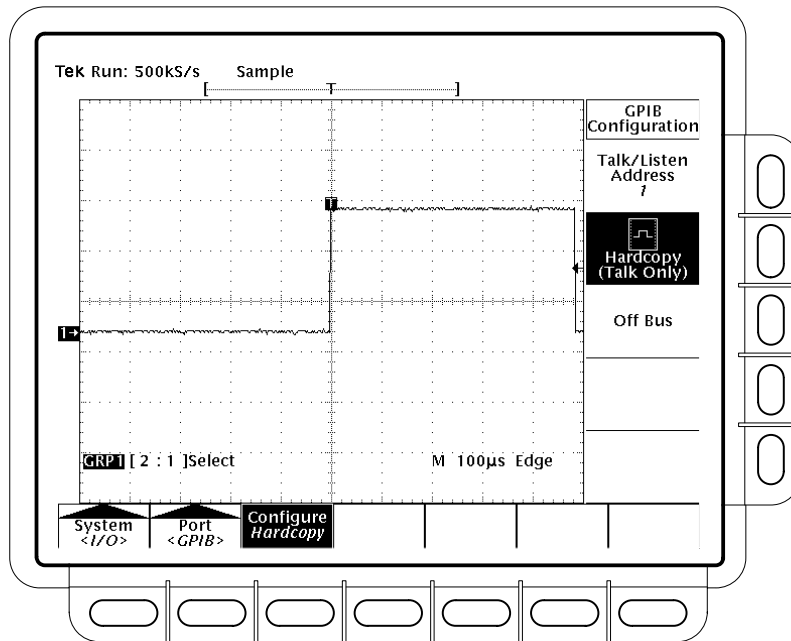 Tek Run: 500kS/s Sample
[ T ]
GPIB
Configuration
Talk/Listen
Address
1
Hardcopy
(Talk Only)
Off Bus
T
1→
GRP1 [ 2 : 1 ]Select
M 100µs Edge
System
<I/O>
Port
<GPIB>
Configure
Hardcopy